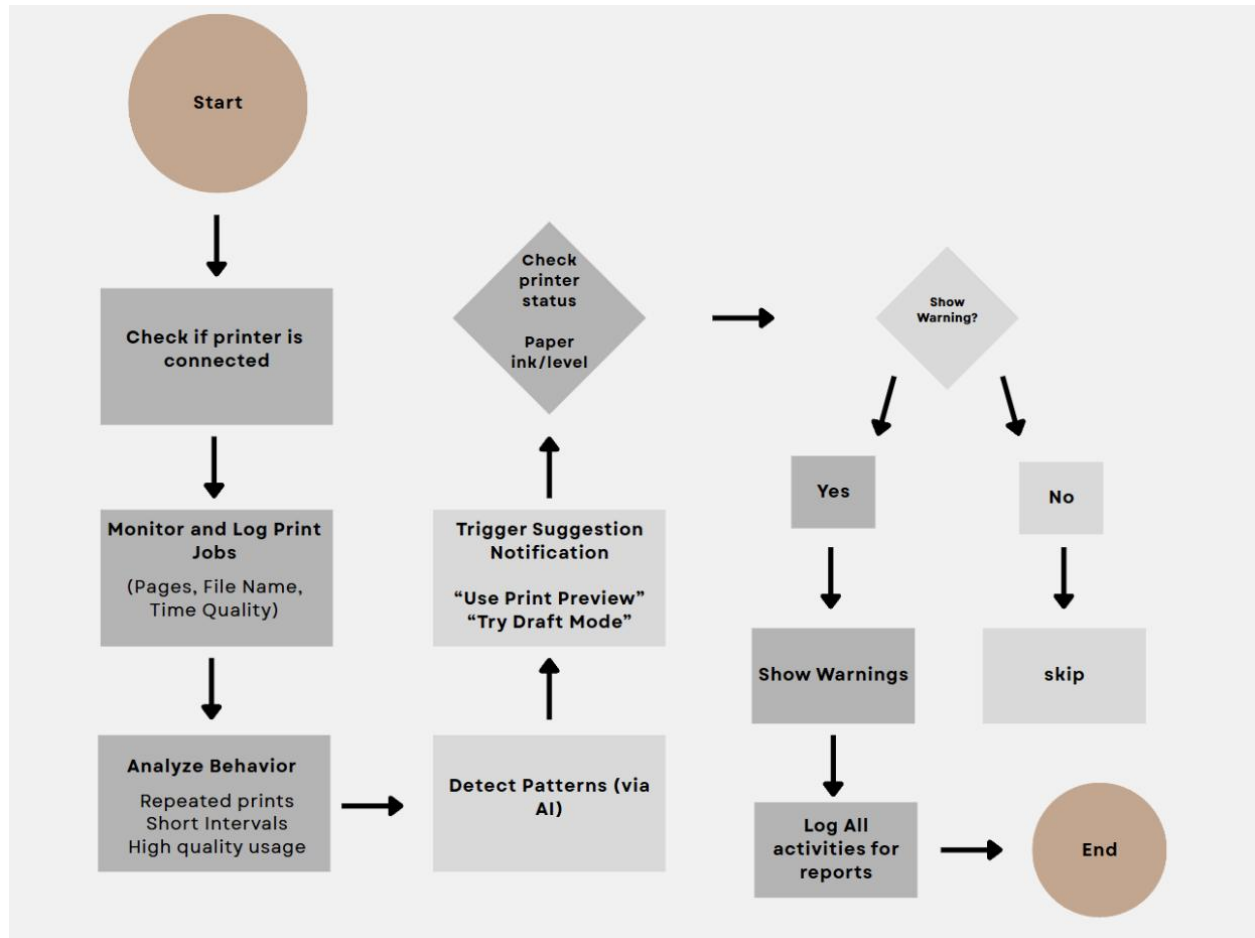 Start
Check if printer is
connected
Monitor and Log Print
Jobs
(Pages, File Name,
Time Quality)
Analyze Behavior
Repeated prints
Short Intervals
High quality usage
Detect Patterns (via
AI)
Trigger Suggestion
Notification
“Use Print Preview”
“Try Draft Mode”
Check
printer
status
Paper
ink/level
Show
Warning?
Yes
No
Show Warnings
skip
Log All
activities for
reports
End